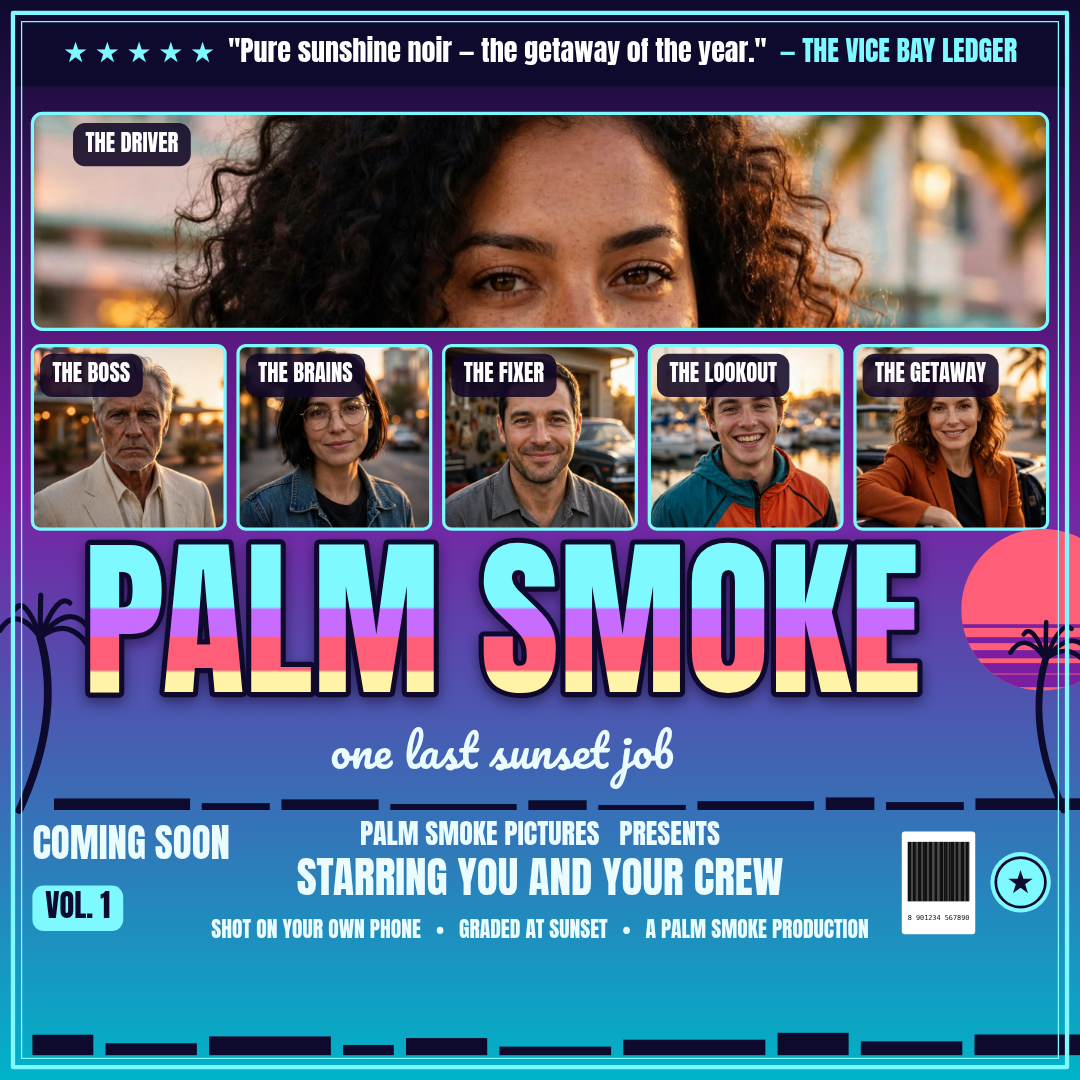 ★★★★★ "Pure sunshine noir – the getaway of the year." – THE VICE BAY LEDGER
THE DRIVER
THE BOSS
THE BRAINS
THE FIXER
THE LOOKOUT
THE GETAWAY
PALM SMOKE
one last sunset job
COMING SOON
VOL. 1
PALM SMOKE PICTURES PRESENTS
STARRING YOU AND YOUR CREW
SHOT ON YOUR OWN PHONE • GRADED AT SUNSET • A PALM SMOKE PRODUCTION
8 901234 567890